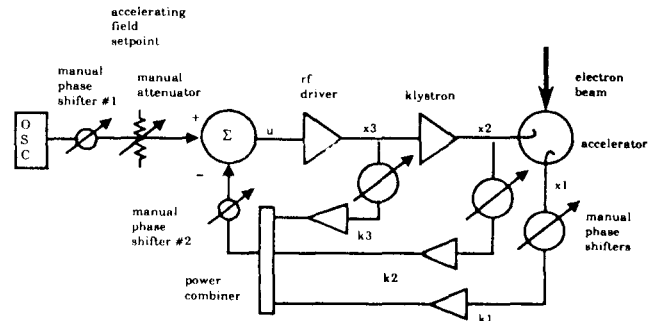 accelerating
field
setpoint
manual
phase
shifter #1
manual
attenuator
rf
driver
klystron
electron
beam
OSC
+
Σ
u
x3
x2
accelerator
−
x1
manual
phase
shifter #2
k3
manual
phase
shifters
k2
power
combiner
k1